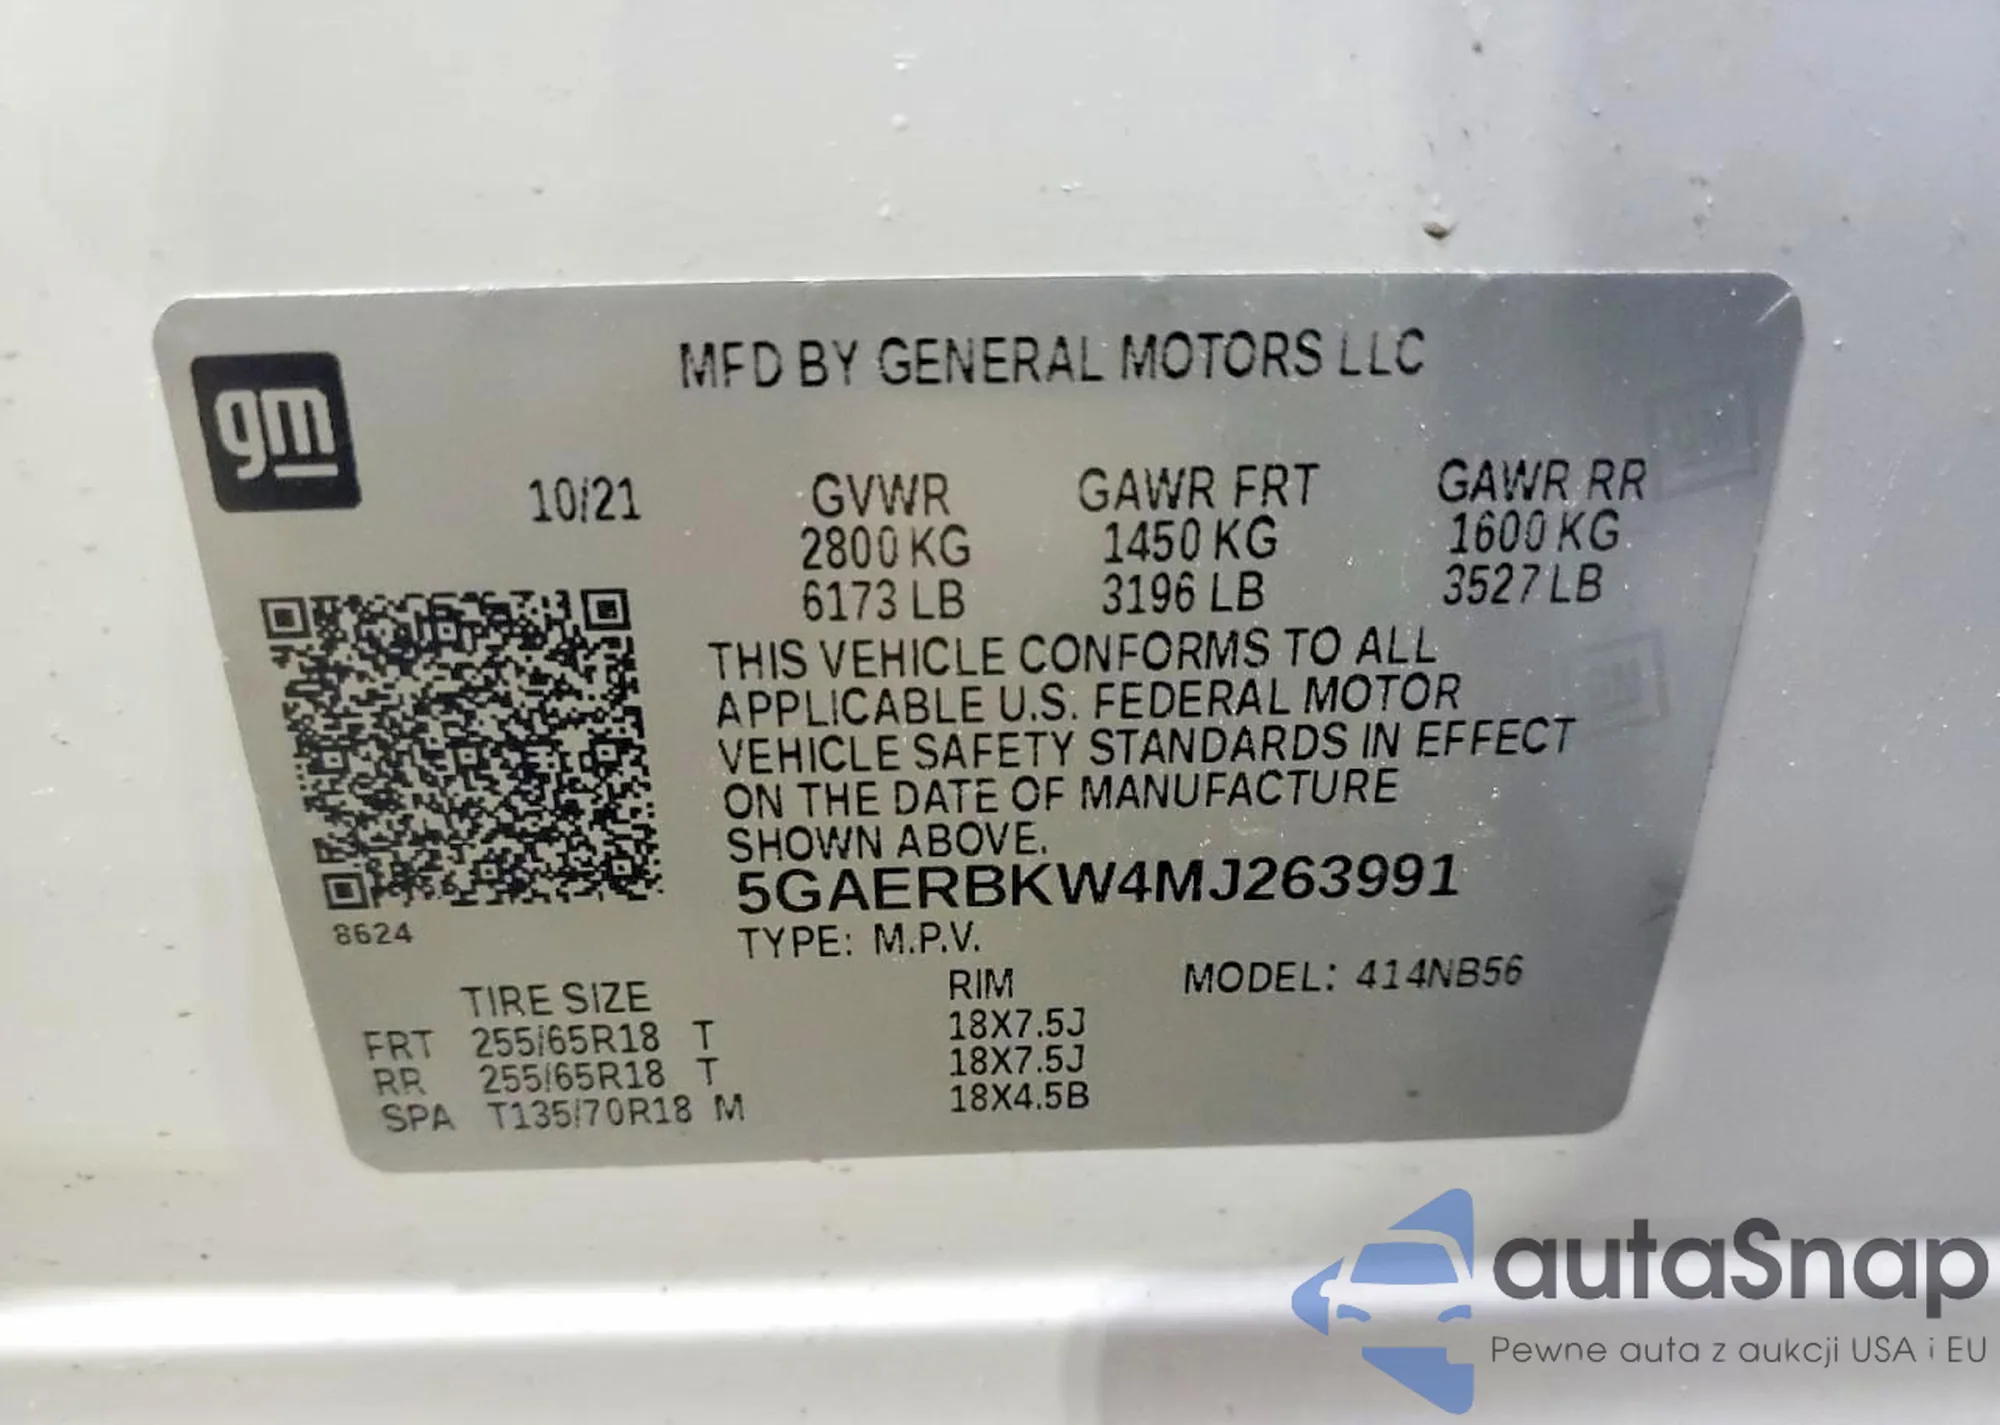 gm
MFD BY GENERAL MOTORS LLC
10/21 GVWR GAWR FRT GAWR RR
2800 KG 1450 KG 1600 KG
6173 LB 3196 LB 3527 LB
THIS VEHICLE CONFORMS TO ALL
APPLICABLE U.S. FEDERAL MOTOR
VEHICLE SAFETY STANDARDS IN EFFECT
ON THE DATE OF MANUFACTURE
SHOWN ABOVE.
5GAERBKW4MJ263991
8624
TYPE: M.P.V.
TIRE SIZE RIM MODEL: 414NB56
FRT 255/65R18 T 18X7.5J
RR 255/65R18 T 18X7.5J
SPA T135/70R18 M 18X4.5B
autaSnap
Pewne auta z aukcji USA i EU